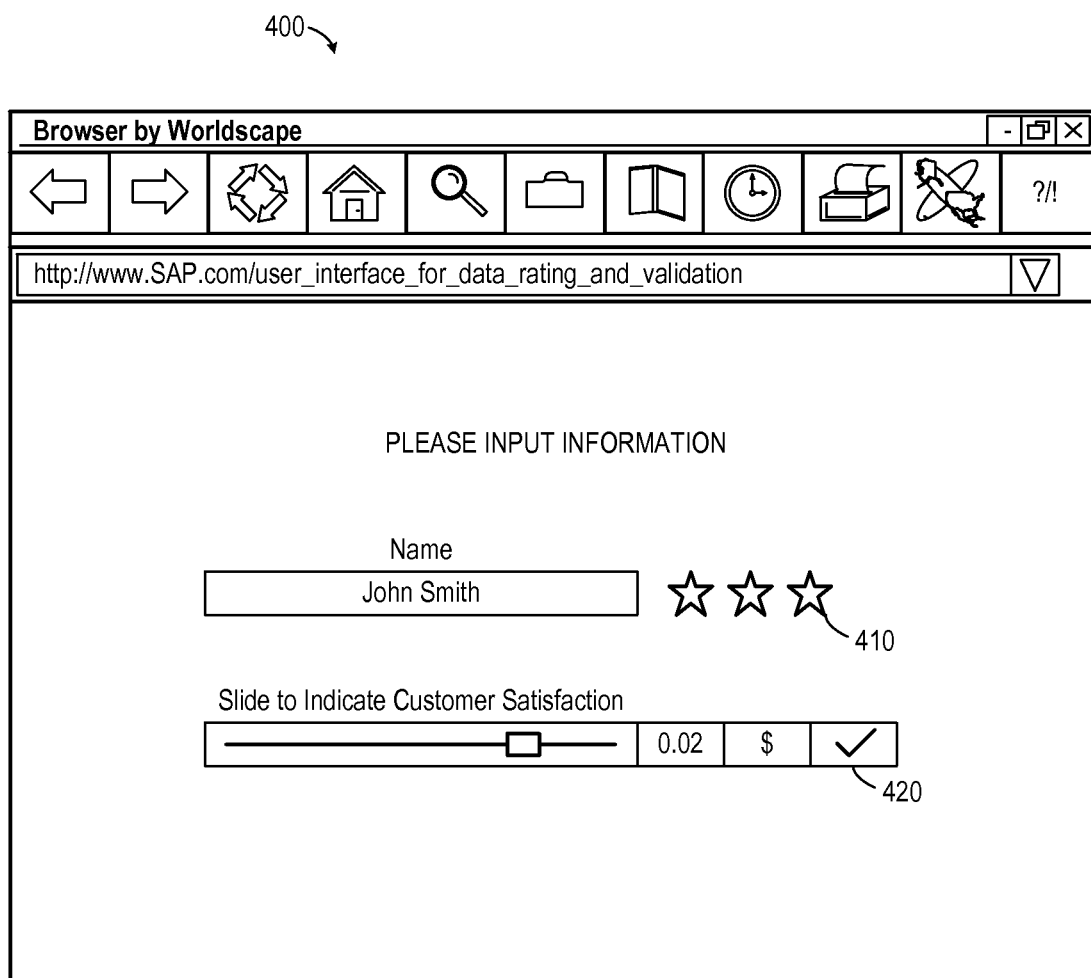 400
Browser by Worldscape
?/!
http://www.SAP.com/user_interface_for_data_rating_and_validation
PLEASE INPUT INFORMATION
Name
John Smith
410
Slide to Indicate Customer Satisfaction
0.02 $
420